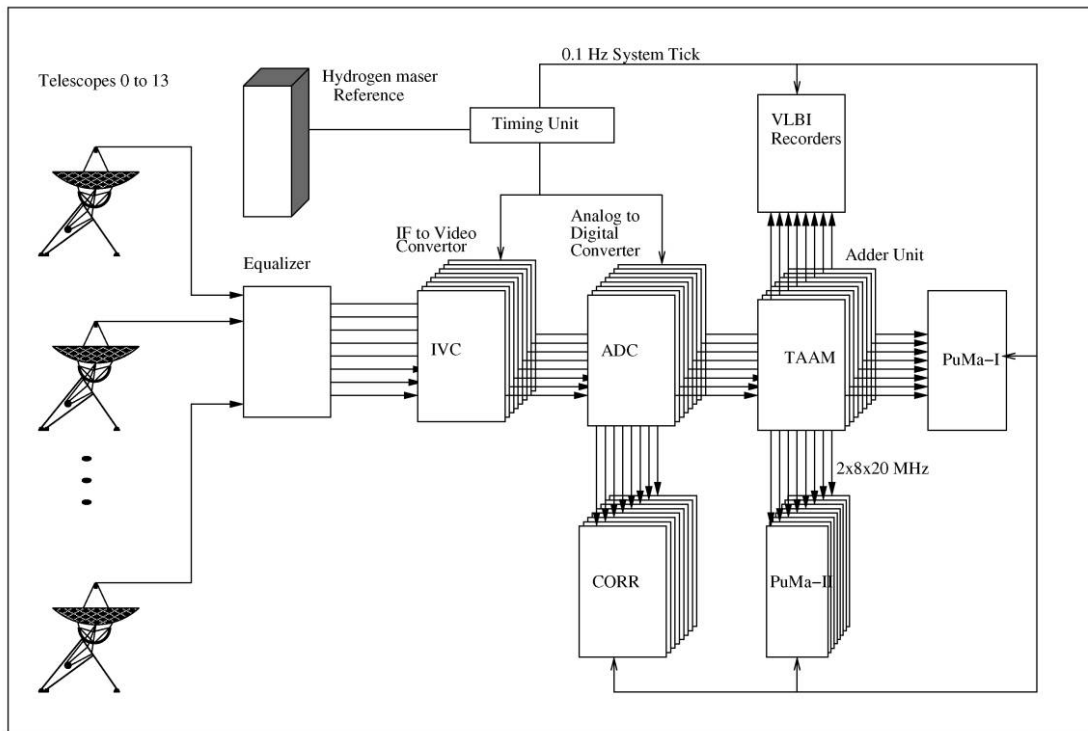 0.1 Hz System Tick
Telescopes 0 to 13
Hydrogen maser
Reference
Timing Unit
VLBI
Recorders
IF to Video
Convertor
Analog to
Digital
Converter
Equalizer
Adder Unit
IVC
ADC
TAAM
PuMa-I
2x8x20 MHz
CORR
PuMa-II